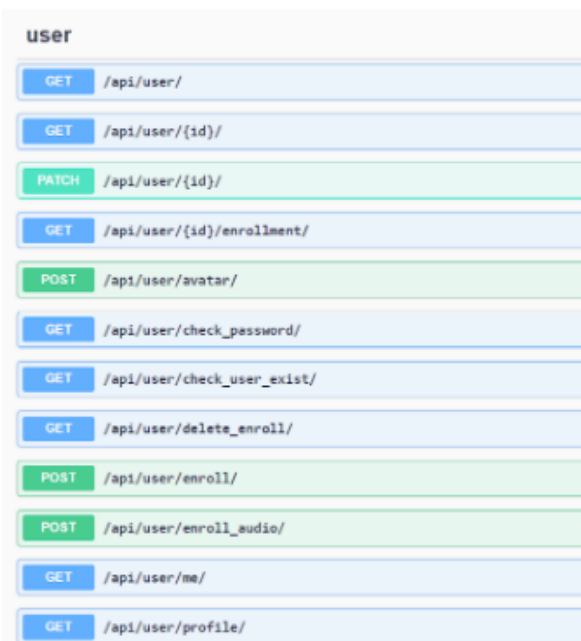 user
GET /api/user/
GET /api/user/{id}/
PATCH /api/user/{id}/
GET /api/user/{id}/enrollment/
POST /api/user/avatar/
GET /api/user/check_password/
GET /api/user/check_user_exist/
GET /api/user/delete_enroll/
POST /api/user/enroll/
POST /api/user/enroll_audio/
GET /api/user/me/
GET /api/user/profile/